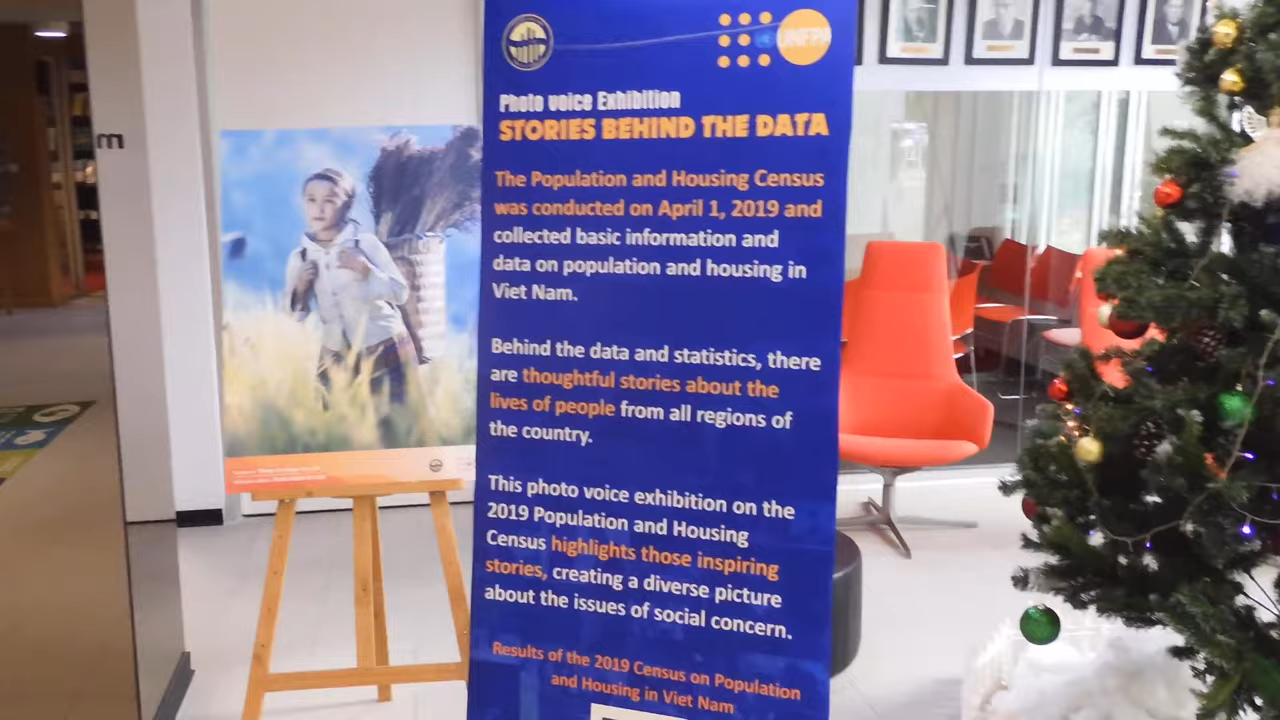 m
UNFPA
Photo voice Exhibition
STORIES BEHIND THE DATA
The Population and Housing Census
was conducted on April 1, 2019 and
collected basic information and
data on population and housing in
Viet Nam.
Behind the data and statistics, there
are thoughtful stories about the
lives of people from all regions of
the country.
This photo voice exhibition on the
2019 Population and Housing
Census highlights those inspiring
stories, creating a diverse picture
about the issues of social concern.
Results of the 2019 Census on Population
and Housing in Viet Nam